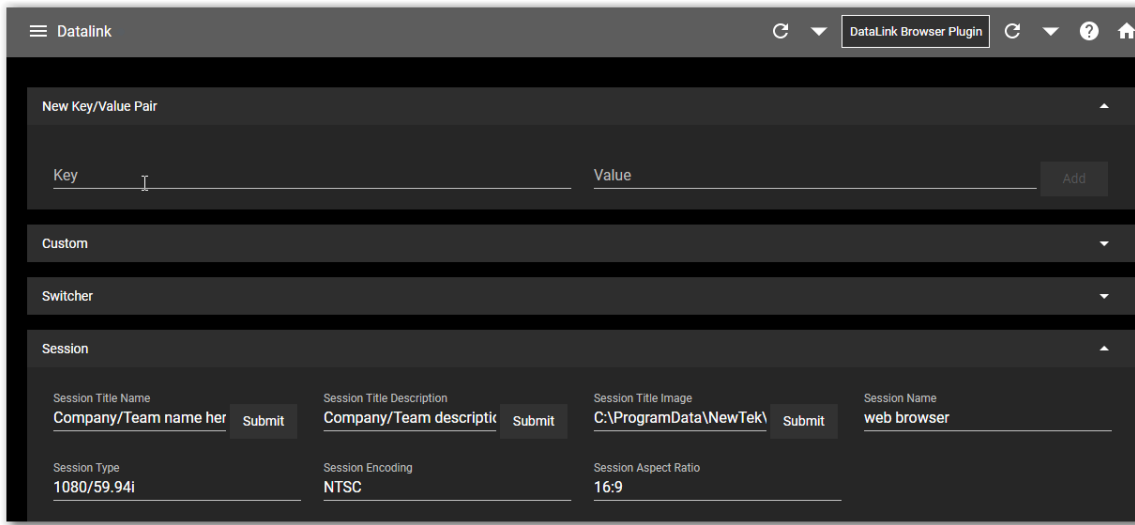 Datalink
DataLink Browser Plugin
New Key/Value Pair
Key
Value
Add
Custom
Switcher
Session
Session Title Name
Company/Team name her
Submit
Session Title Description
Company/Team descriptic
Submit
Session Title Image
C:\ProgramData\NewTek\
Submit
Session Name
web browser
Session Type
1080/59.94i
Session Encoding
NTSC
Session Aspect Ratio
16:9